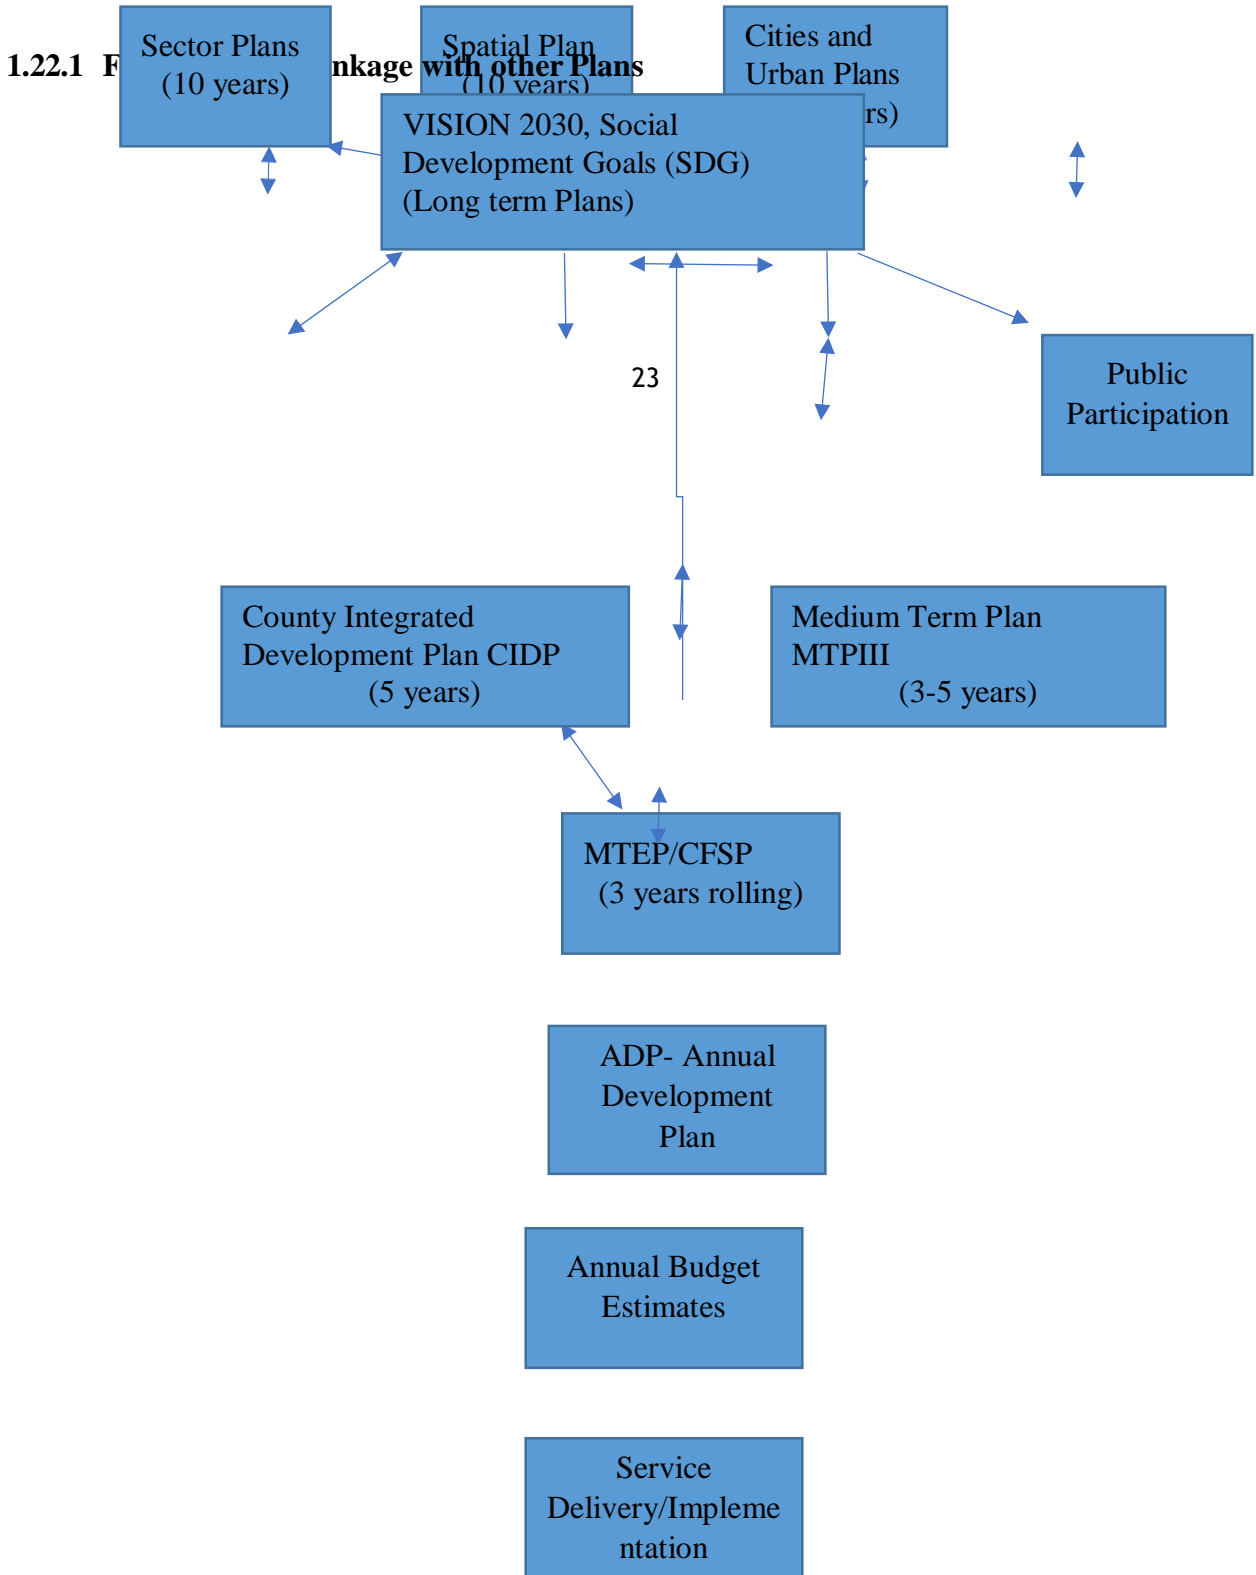 Sector Plans
(10 years)
Spatial Plan
(10 years)
Cities and
Urban Plans
rs)
1.22.1 F
nkage with other Plans
VISION 2030, Social
Development Goals (SDG)
(Long term Plans)
23
Public
Participation
County Integrated
Development Plan CIDP
(5 years)
Medium Term Plan
MTPIII
(3-5 years)
MTEP/CFSP
(3 years rolling)
ADP- Annual
Development
Plan
Annual Budget
Estimates
Service
Delivery/Impleme
ntation